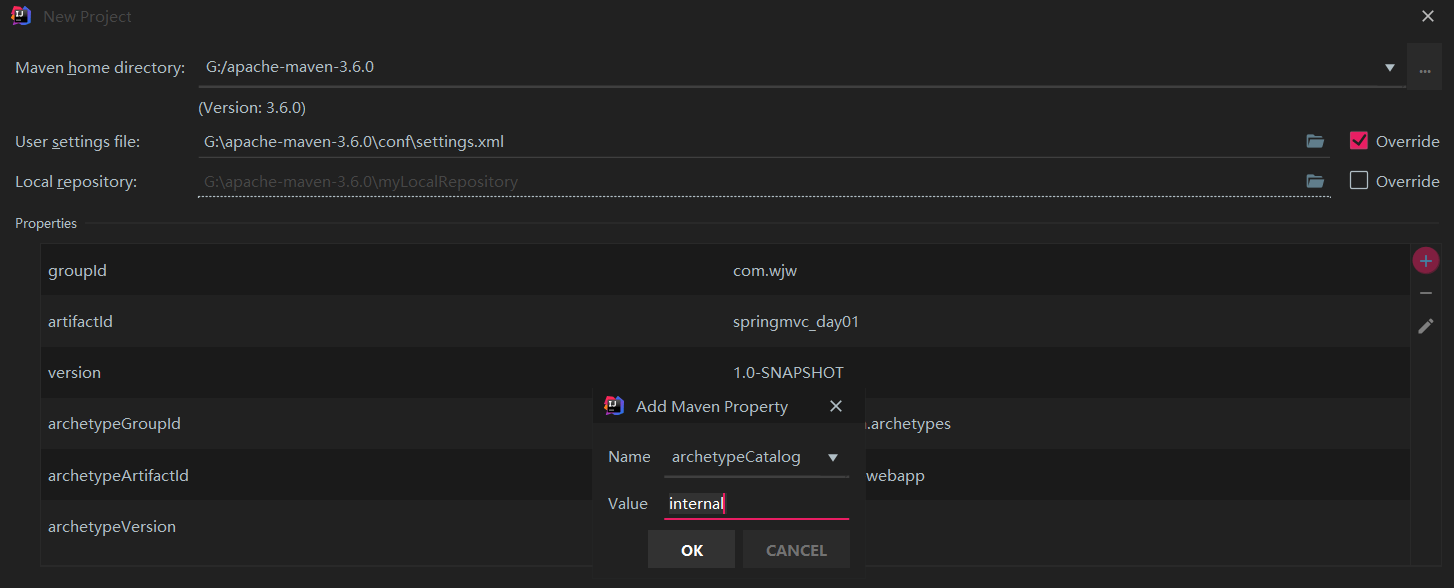 New Project
Maven home directory: G:/apache-maven-3.6.0 ...
(Version: 3.6.0)
User settings file: G:\apache-maven-3.6.0\conf\settings.xml Override
Local repository: G:\apache-maven-3.6.0\myLocalRepository Override
Properties
groupId com.wjw
artifactId springmvc_day01
version 1.0-SNAPSHOT
archetypeGroupId .archetypes
archetypeArtifactId webapp
archetypeVersion
Add Maven Property
Name archetypeCatalog
Value internal
OK CANCEL